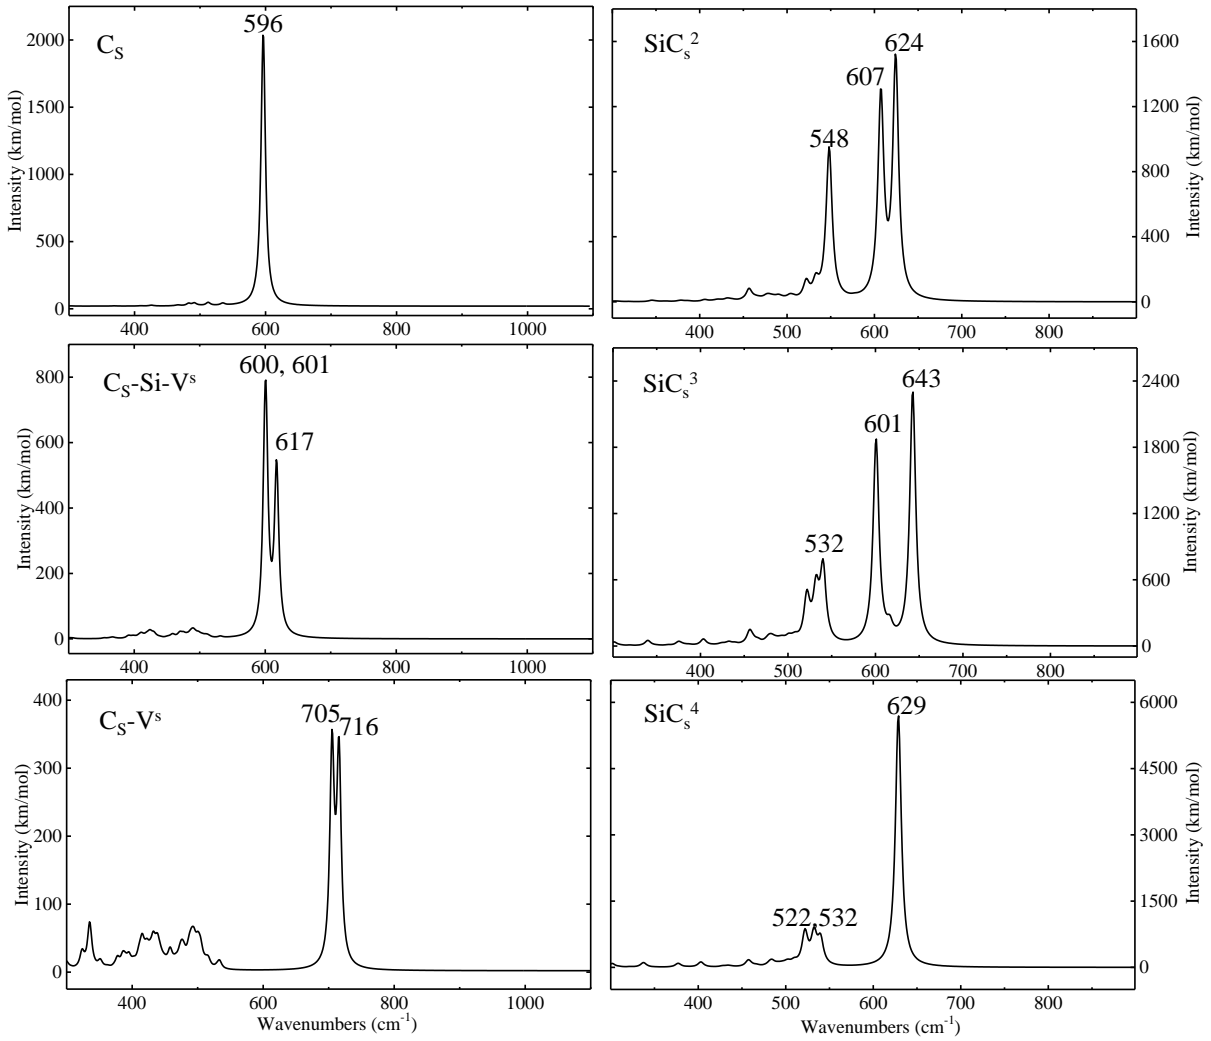 C_S
596
Intensity (km/mol)
2000
1500
1000
500
0
400 600 800 1000
SiC_s^2
548
607
624
1600
1200
800
400
0
Intensity (km/mol)
400 500 600 700 800
C_S-Si-V^s
600, 601
617
Intensity (km/mol)
800
600
400
200
0
400 600 800 1000
SiC_s^3
532
601
643
2400
1800
1200
600
0
Intensity (km/mol)
400 500 600 700 800
C_S-V^s
705
716
Intensity (km/mol)
400
300
200
100
0
400 600 800 1000
Wavenumbers (cm^-1)
SiC_s^4
522,532
629
6000
4500
3000
1500
0
Intensity (km/mol)
400 500 600 700 800
Wavenumbers (cm^-1)